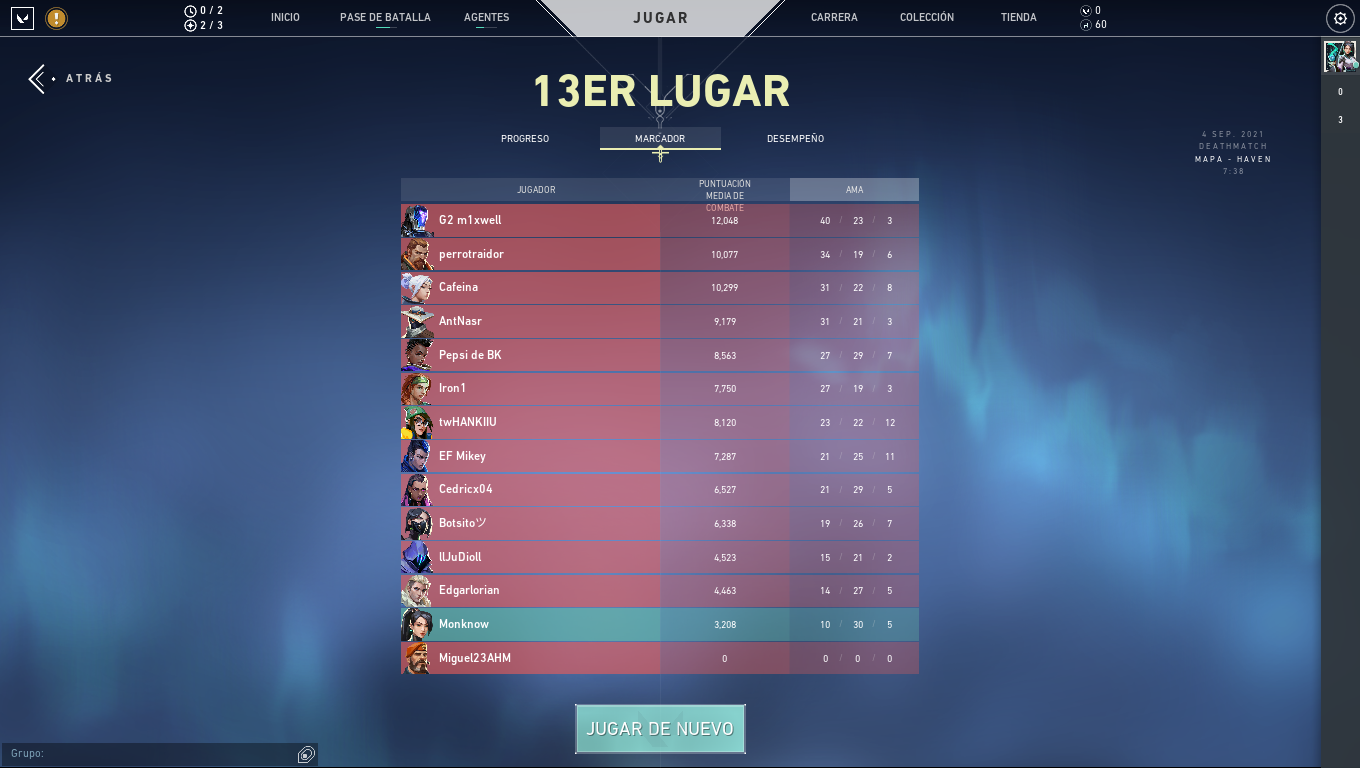 0 / 2
2 / 3
INICIO
PASE DE BATALLA
AGENTES
JUGAR
CARRERA
COLECCIÓN
TIENDA
0
60
ATRÁS
0
3
13ER LUGAR
PROGRESO
MARCADOR
DESEMPEÑO
4 SEP. 2021
DEATHMATCH
MAPA - HAVEN
7:38
JUGADOR
PUNTUACIÓN
MEDIA DE
COMBATE
AMA
G2 m1xwell 12,048 40 / 23 / 3
perrotraidor 10,077 34 / 19 / 6
Cafeina 10,299 31 / 22 / 8
AntNasr 9,179 31 / 21 / 3
Pepsi de BK 8,563 27 / 29 / 7
Iron1 7,750 27 / 19 / 3
twHANKIIU 8,120 23 / 22 / 12
EF Mikey 7,287 21 / 25 / 11
Cedricx04 6,527 21 / 29 / 5
Botsitoツ 6,338 19 / 26 / 7
llJuDioll 4,523 15 / 21 / 2
Edgarlorian 4,463 14 / 27 / 5
Monknow 3,208 10 / 30 / 5
Miguel23AHM 0 0 / 0 / 0
JUGAR DE NUEVO
Grupo: